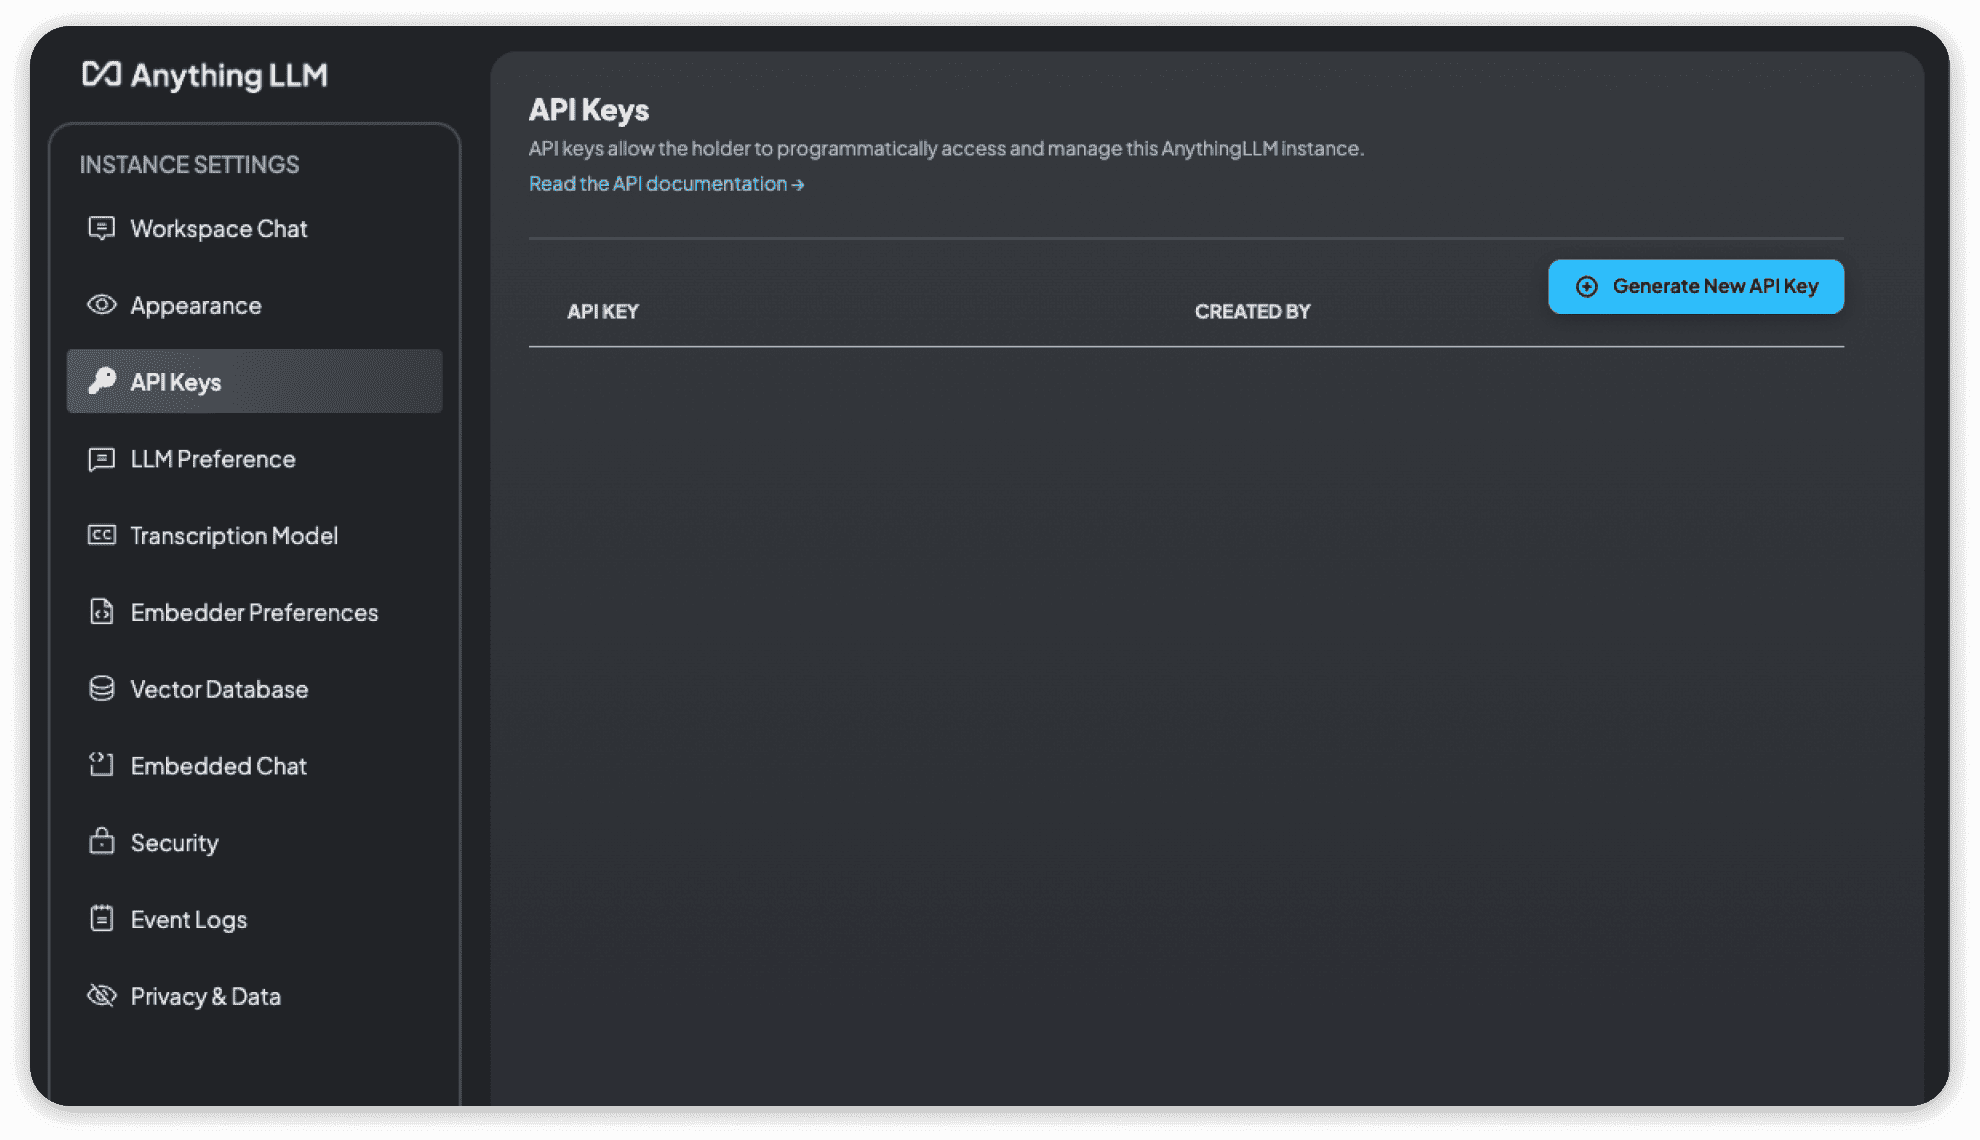 Anything LLM
INSTANCE SETTINGS
Workspace Chat
Appearance
API Keys
LLM Preference
CC Transcription Model
Embedder Preferences
Vector Database
Embedded Chat
Security
Event Logs
Privacy & Data
API Keys
API keys allow the holder to programmatically access and manage this AnythingLLM instance.
Read the API documentation →
Generate New API Key
API KEY CREATED BY